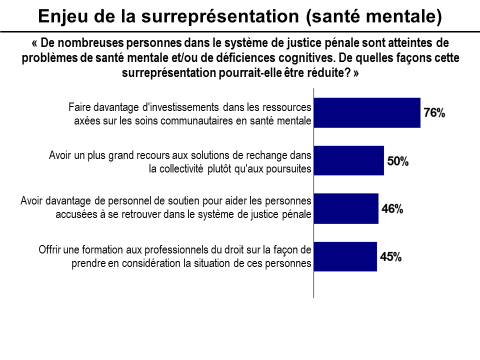 Enjeu de la surreprésentation (santé mentale)
« De nombreuses personnes dans le système de justice pénale sont atteintes de
problèmes de santé mentale et/ou de déficiences cognitives. De quelles façons cette
surreprésentation pourrait-elle être réduite? »
Faire davantage d'investissements dans les ressources
axées sur les soins communautaires en santé mentale
76%
Avoir un plus grand recours aux solutions de rechange dans
la collectivité plutôt qu'aux poursuites
50%
Avoir davantage de personnel de soutien pour aider les personnes
accusées à se retrouver dans le système de justice pénale
46%
Offrir une formation aux professionnels du droit sur la façon de
prendre en considération la situation de ces personnes
45%